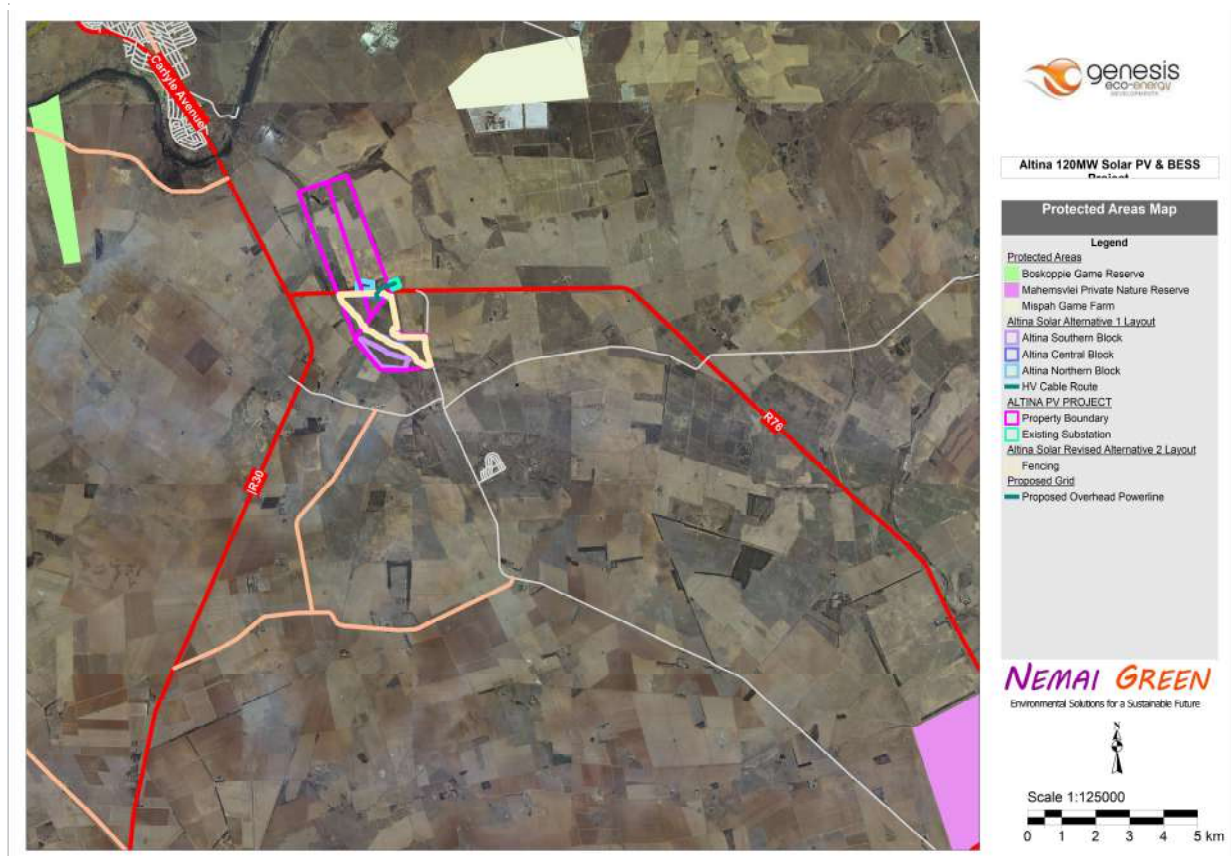 Carlyle Avenue
R76
R30
genesis
eco-energy
DEVELOPMENTS
Altina 120MW Solar PV & BESS
Project
Protected Areas Map
Legend
Protected Areas
Boskoppie Game Reserve
Mahemsvlei Private Nature Reserve
Mispah Game Farm
Altina Solar Alternative 1 Layout
Altina Southern Block
Altina Central Block
Altina Northern Block
HV Cable Route
ALTINA PV PROJECT
Property Boundary
Existing Substation
Altina Solar Revised Alternative 2 Layout
Fencing
Proposed Grid
Proposed Overhead Powerline
NEMAI GREEN
Environmental Solutions for a Sustainable Future
N
Scale 1:125000
0 1 2 3 4 5 km